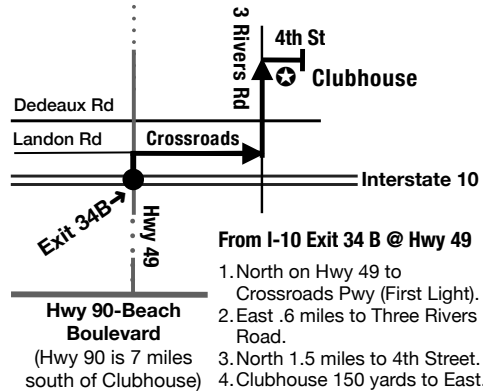 3 Rivers Rd
4th St
Clubhouse
Dedeaux Rd
Landon Rd
Crossroads
Interstate 10
Exit 34B
Hwy 49
From I-10 Exit 34 B @ Hwy 49
1. North on Hwy 49 to
Crossroads Pwy (First Light).
2. East .6 miles to Three Rivers
Road.
3. North 1.5 miles to 4th Street.
4. Clubhouse 150 yards to East.
Hwy 90-Beach
Boulevard
(Hwy 90 is 7 miles
south of Clubhouse)